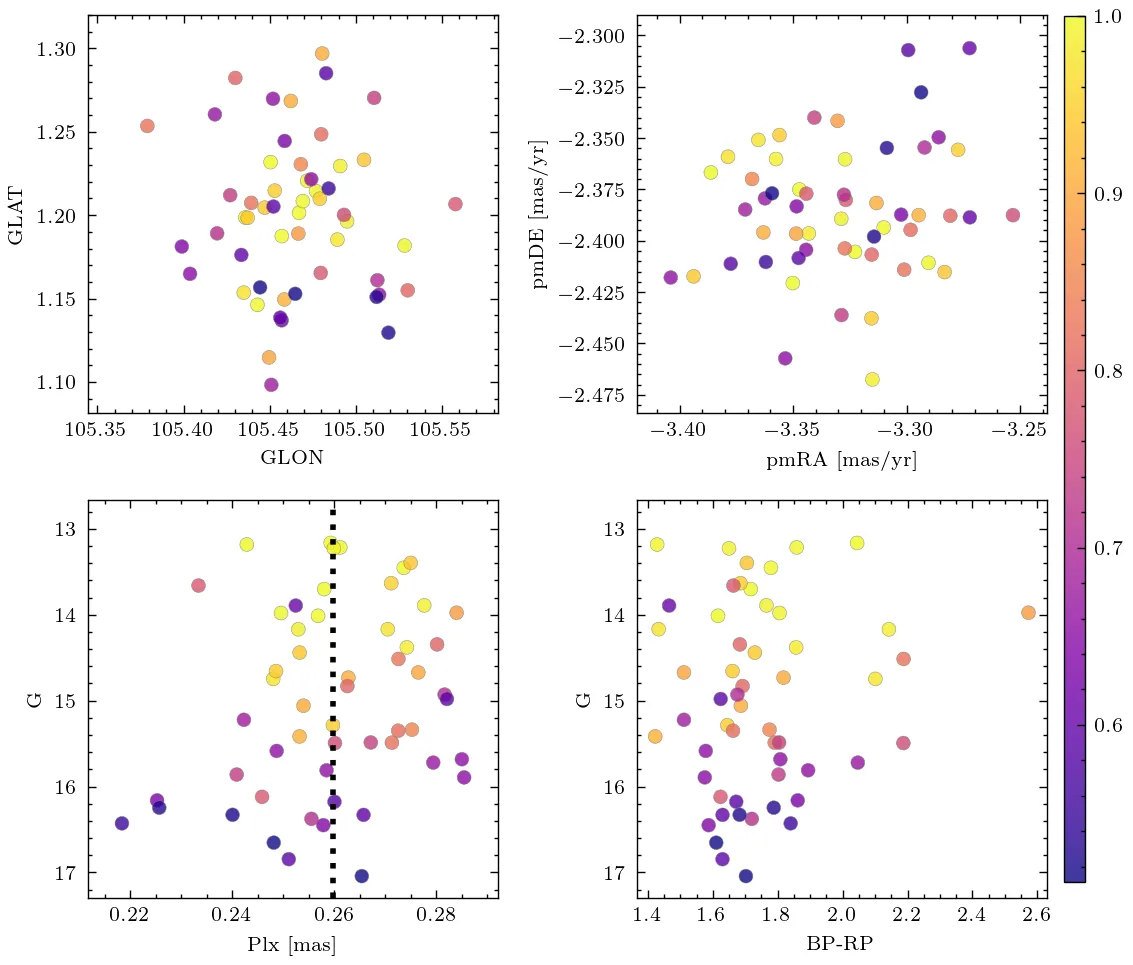 1.30
1.25
1.20
1.15
1.10
GLAT
105.35 105.40 105.45 105.50 105.55
GLON
−2.300
−2.325
−2.350
−2.375
−2.400
−2.425
−2.450
−2.475
pmDE [mas/yr]
−3.40 −3.35 −3.30 −3.25
pmRA [mas/yr]
1.0
0.9
0.8
0.7
0.6
13
14
15
16
17
G
0.22 0.24 0.26 0.28
Plx [mas]
13
14
15
16
17
G
1.4 1.6 1.8 2.0 2.2 2.4 2.6
BP-RP